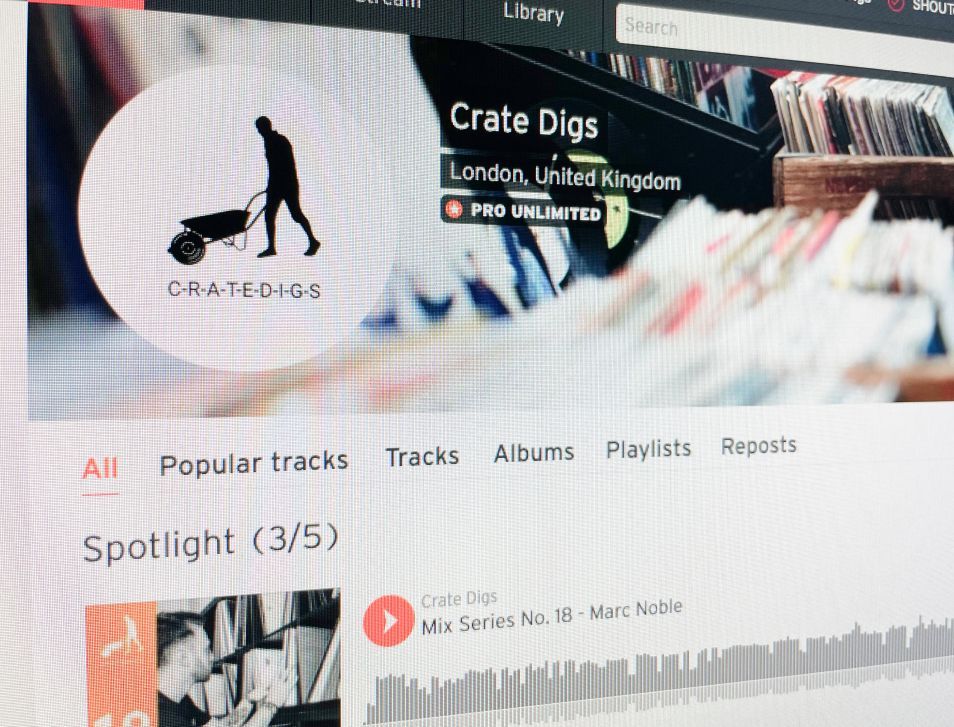 Stream
Library
Search
Crate Digs
London, United Kingdom
PRO UNLIMITED
C-R-A-T-E-D-I-G-S
All
Popular tracks
Tracks
Albums
Playlists
Reposts
Spotlight (3/5)
Crate Digs
Mix Series No. 18 - Marc Noble